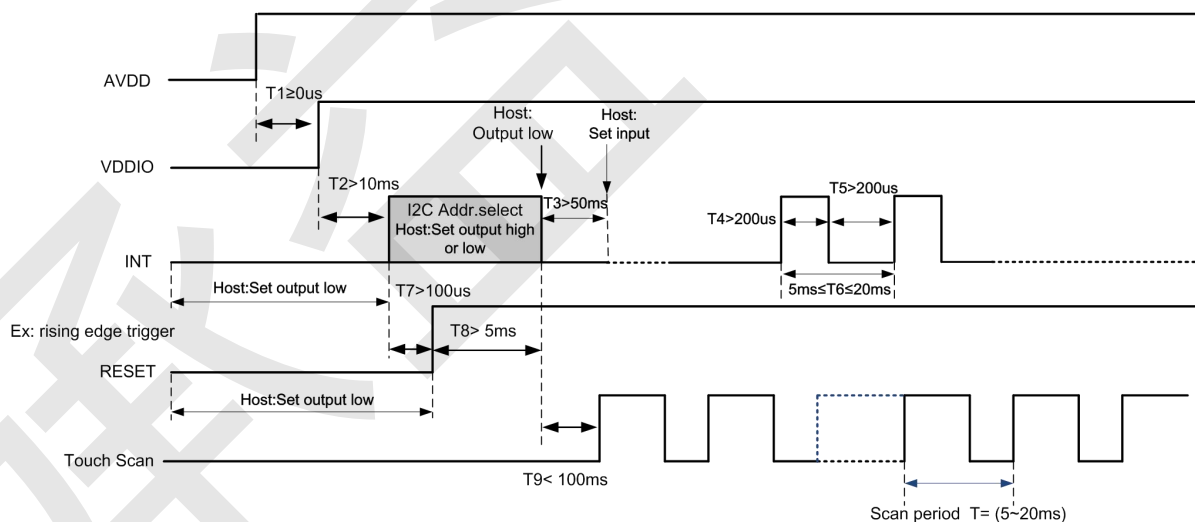 AVDD
T1≥0us
VDDIO
Host:
Output low
Host:
Set input
T2>10ms
I2C Addr.select
Host:Set output high
or low
T3>50ms
T5>200us
T4>200us
INT
5ms≤T6≤20ms
Host:Set output low
T7>100us
Ex: rising edge trigger
T8> 5ms
RESET
Host:Set output low
Touch Scan
T9< 100ms
Scan period T= (5~20ms)